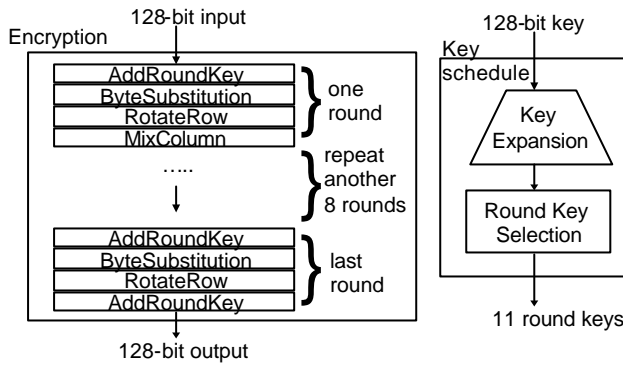 128-bit input
Encryption
AddRoundKey
ByteSubstitution
RotateRow
MixColumn
one
round
.....
repeat
another
8 rounds
AddRoundKey
ByteSubstitution
RotateRow
AddRoundKey
last
round
128-bit output
128-bit key
Key
schedule
Key
Expansion
Round Key
Selection
11 round keys